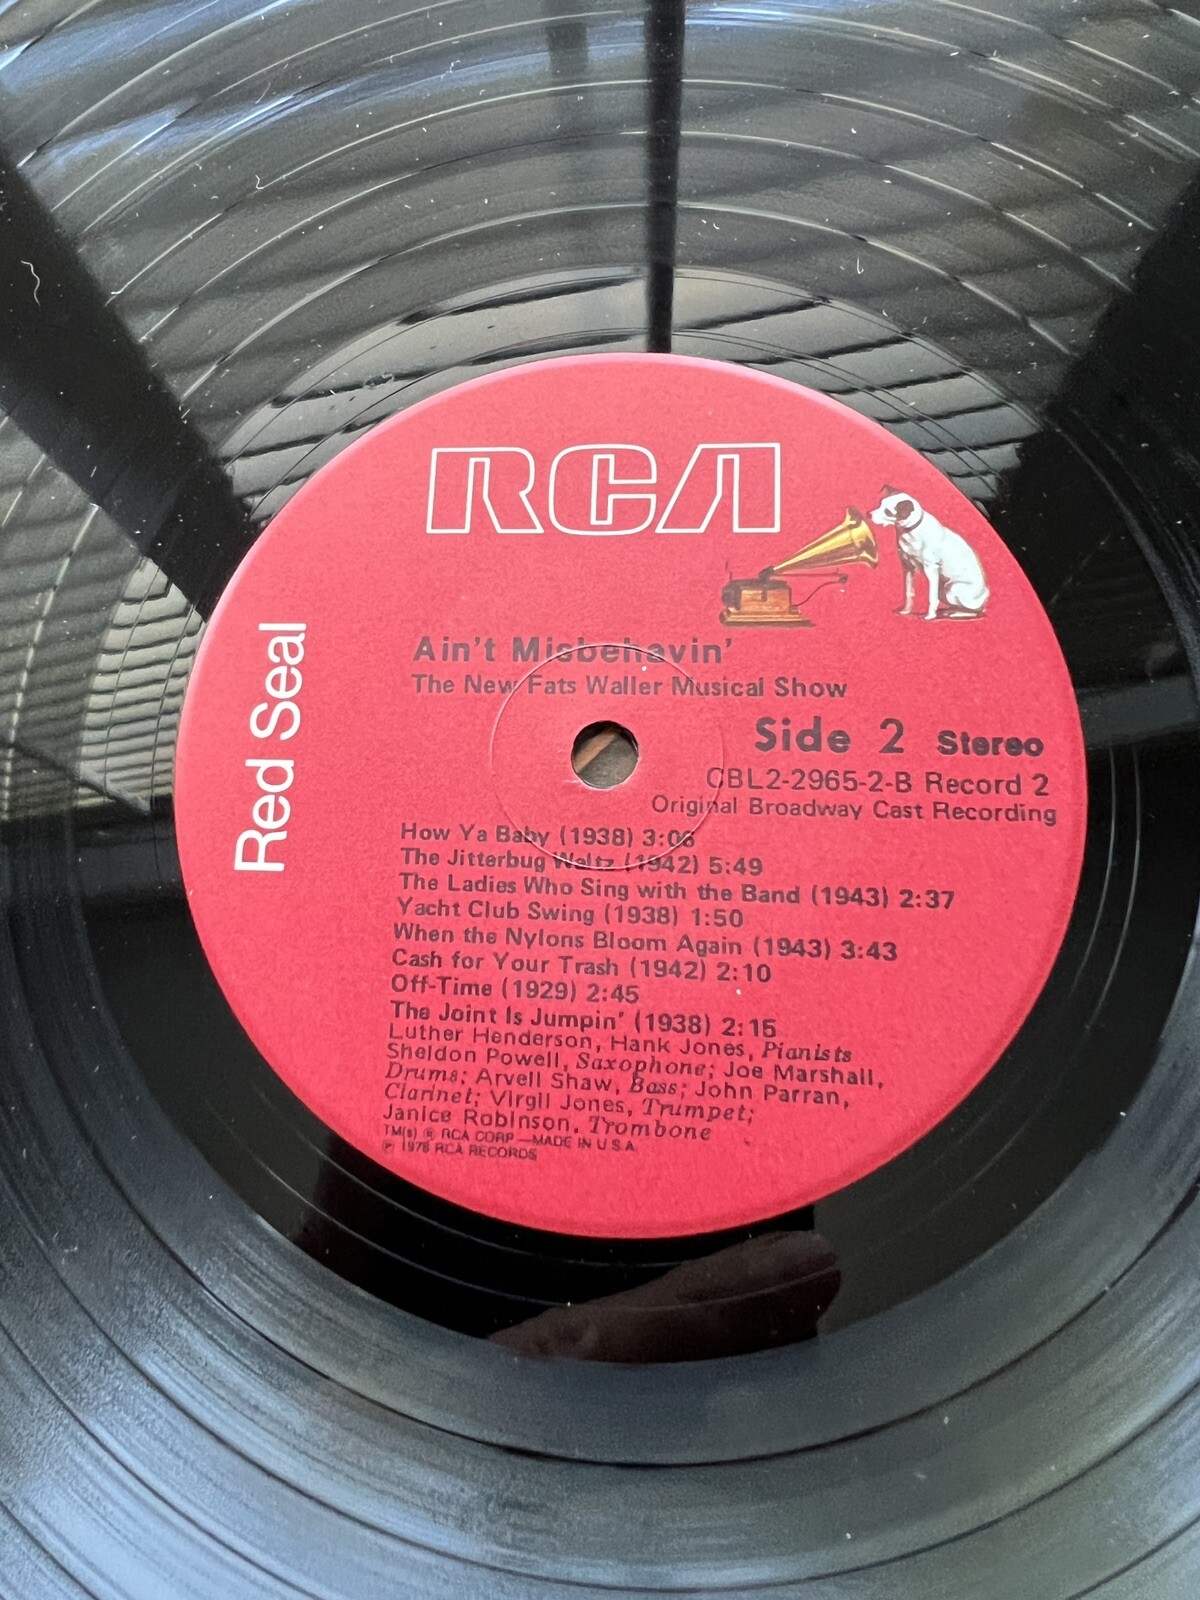 RCA
Red Seal
Ain't Misbehavin'
The New Fats Waller Musical Show
Side 2 Stereo
CBL2-2965-2-B Record 2
Original Broadway Cast Recording
How Ya Baby (1938) 3:06
The Jitterbug Waltz (1942) 5:49
The Ladies Who Sing with the Band (1943) 2:37
Yacht Club Swing (1938) 1:50
When the Nylons Bloom Again (1943) 3:43
Cash for Your Trash (1942) 2:10
Off-Time (1929) 2:45
The Joint Is Jumpin' (1938) 2:15
Luther Henderson, Hank Jones, Pianists
Sheldon Powell, Saxophone; Joe Marshall,
Drums; Arvell Shaw, Bass; John Parran,
Clarinet; Virgil Jones, Trumpet;
Janice Robinson, Trombone
TM(s) ® RCA CORP—MADE IN U.S.A.
℗ 1978 RCA RECORDS